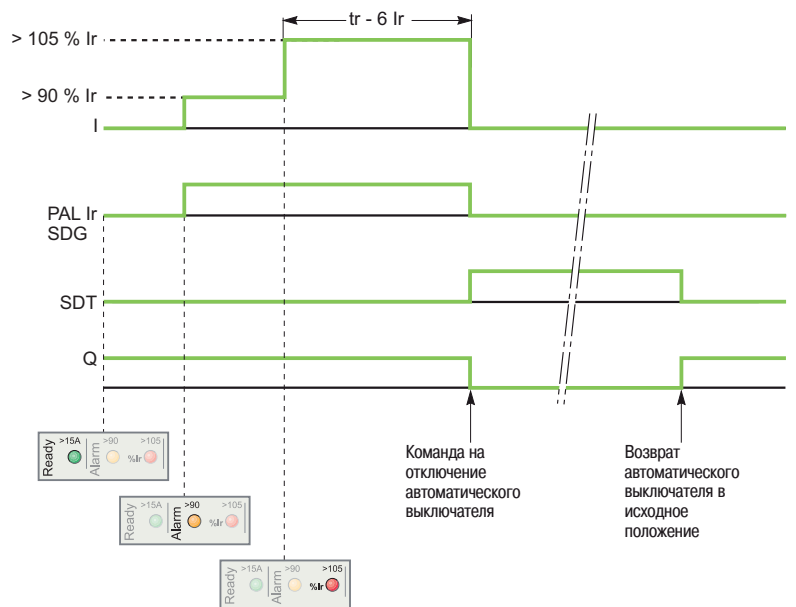 tr - 6 Ir
> 105 % Ir
> 90 % Ir
I
PAL Ir
SDG
SDT
Q
Команда на
отключение
автоматического
выключателя
Возврат
автоматического
выключателя в
исходное
положение
Ready >15A Alarm >90 %Ir >105
Ready >15A Alarm >90 %Ir >105
Ready >15A Alarm >90 %Ir >105